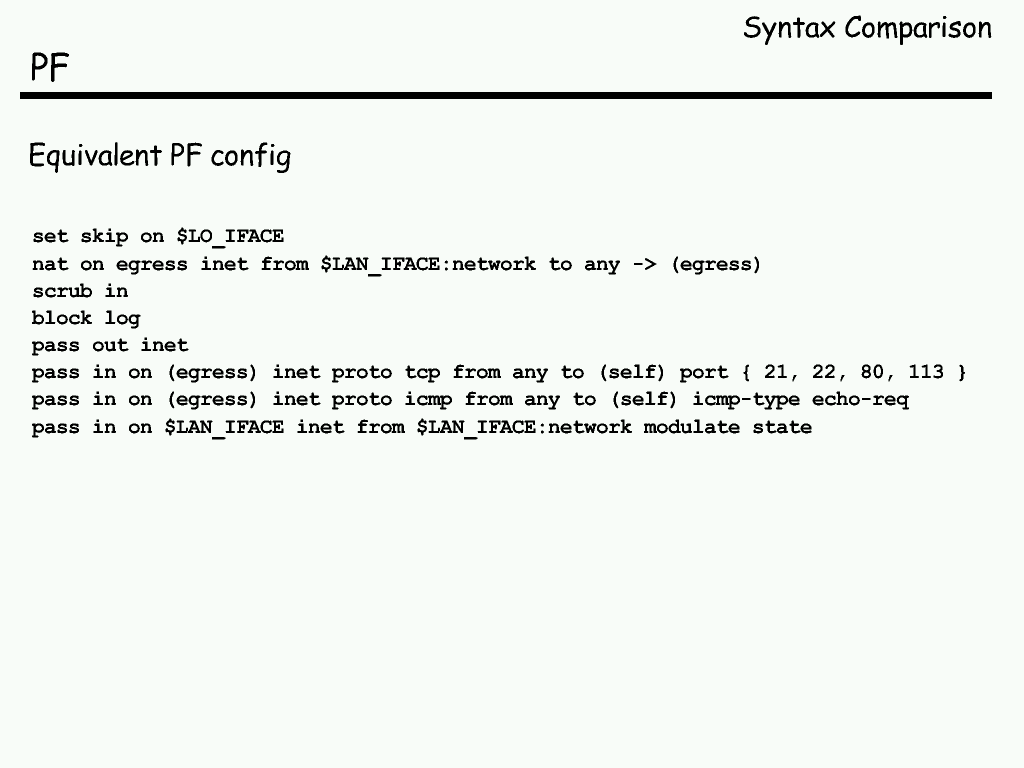 Syntax Comparison
PF
Equivalent PF config
set skip on $LO_IFACE
nat on egress inet from $LAN_IFACE:network to any -> (egress)
scrub in
block log
pass out inet
pass in on (egress) inet proto tcp from any to (self) port { 21, 22, 80, 113 }
pass in on (egress) inet proto icmp from any to (self) icmp-type echo-req
pass in on $LAN_IFACE inet from $LAN_IFACE:network modulate state